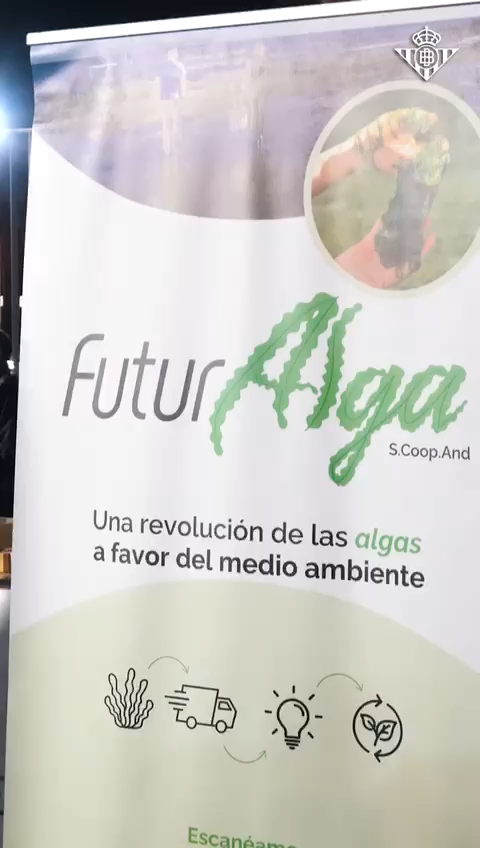 FuturAlga
S.Coop.And
Una revolución de las algas
a favor del medio ambiente